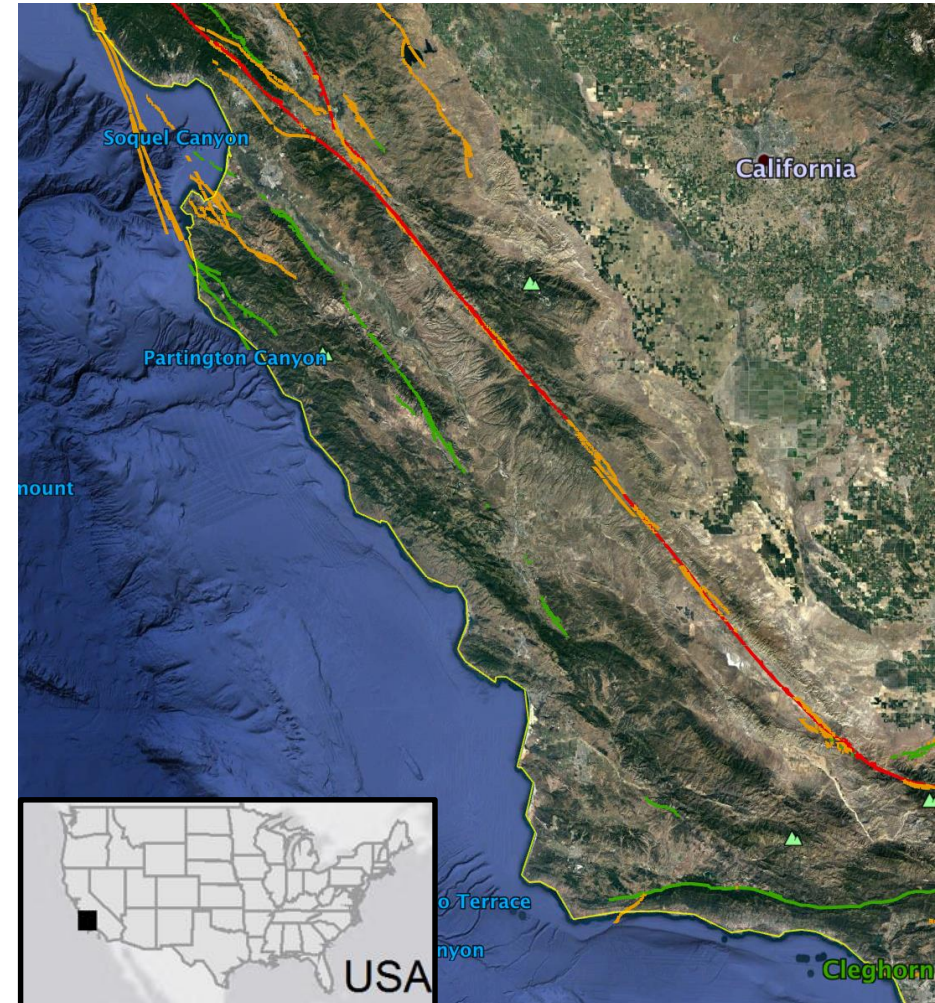 Soquel Canyon
California
Partington Canyon
mount
o Terrace
nyon
Cleghorn
USA